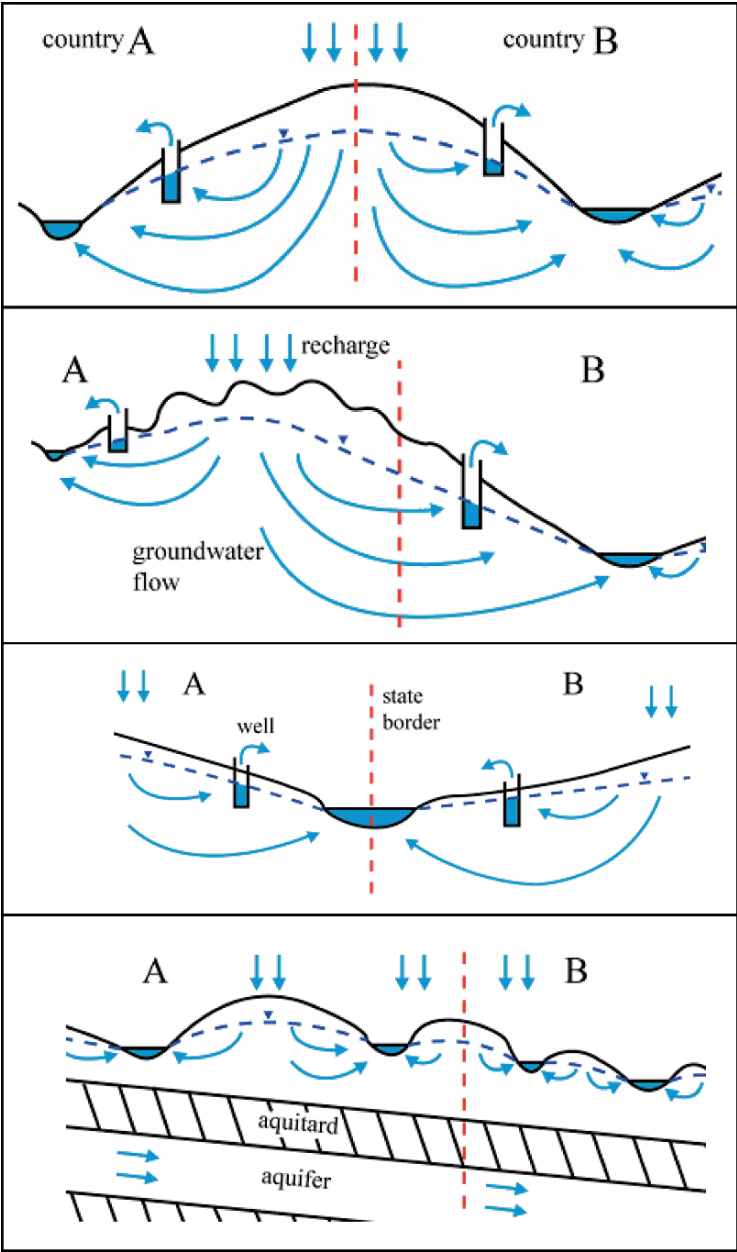 country A
country B
recharge
A
B
groundwater
flow
A
B
state
border
well
A
B
aquitard
aquifer